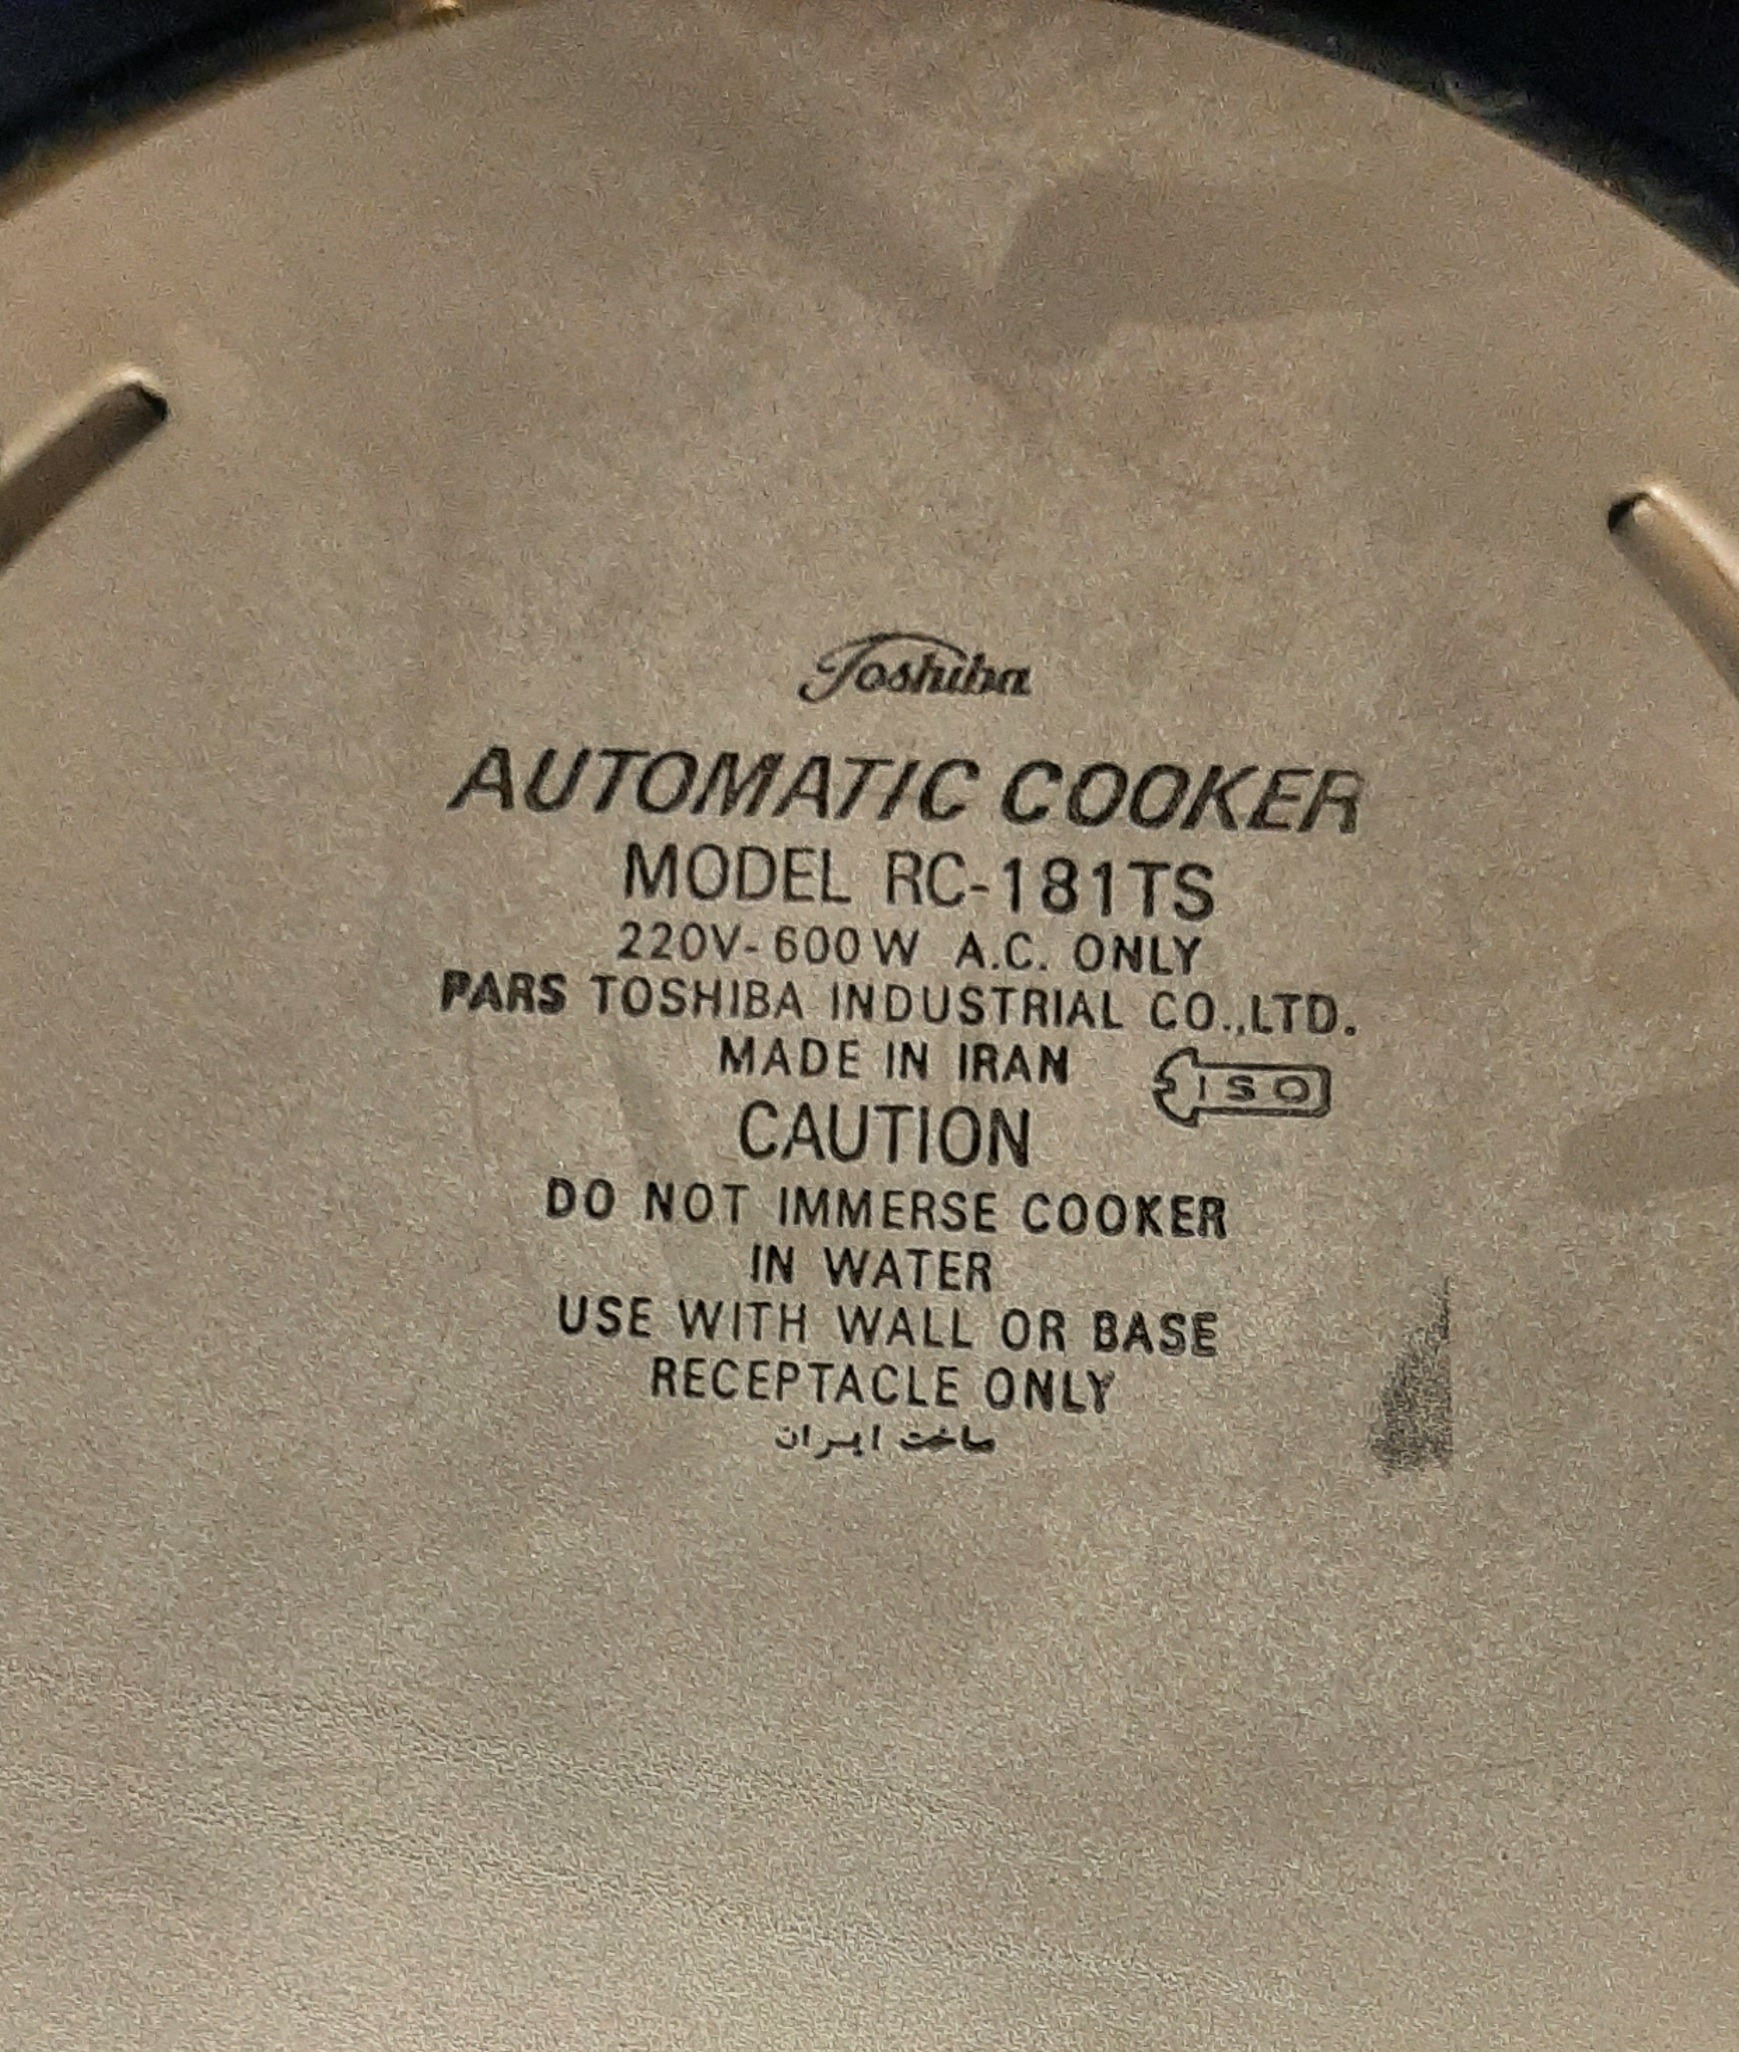 Toshiba
AUTOMATIC COOKER
MODEL RC-181TS
220V-600W A.C. ONLY
PARS TOSHIBA INDUSTRIAL CO.,LTD.
MADE IN IRAN
ISO
CAUTION
DO NOT IMMERSE COOKER
IN WATER
USE WITH WALL OR BASE
RECEPTACLE ONLY
ساخت ایران